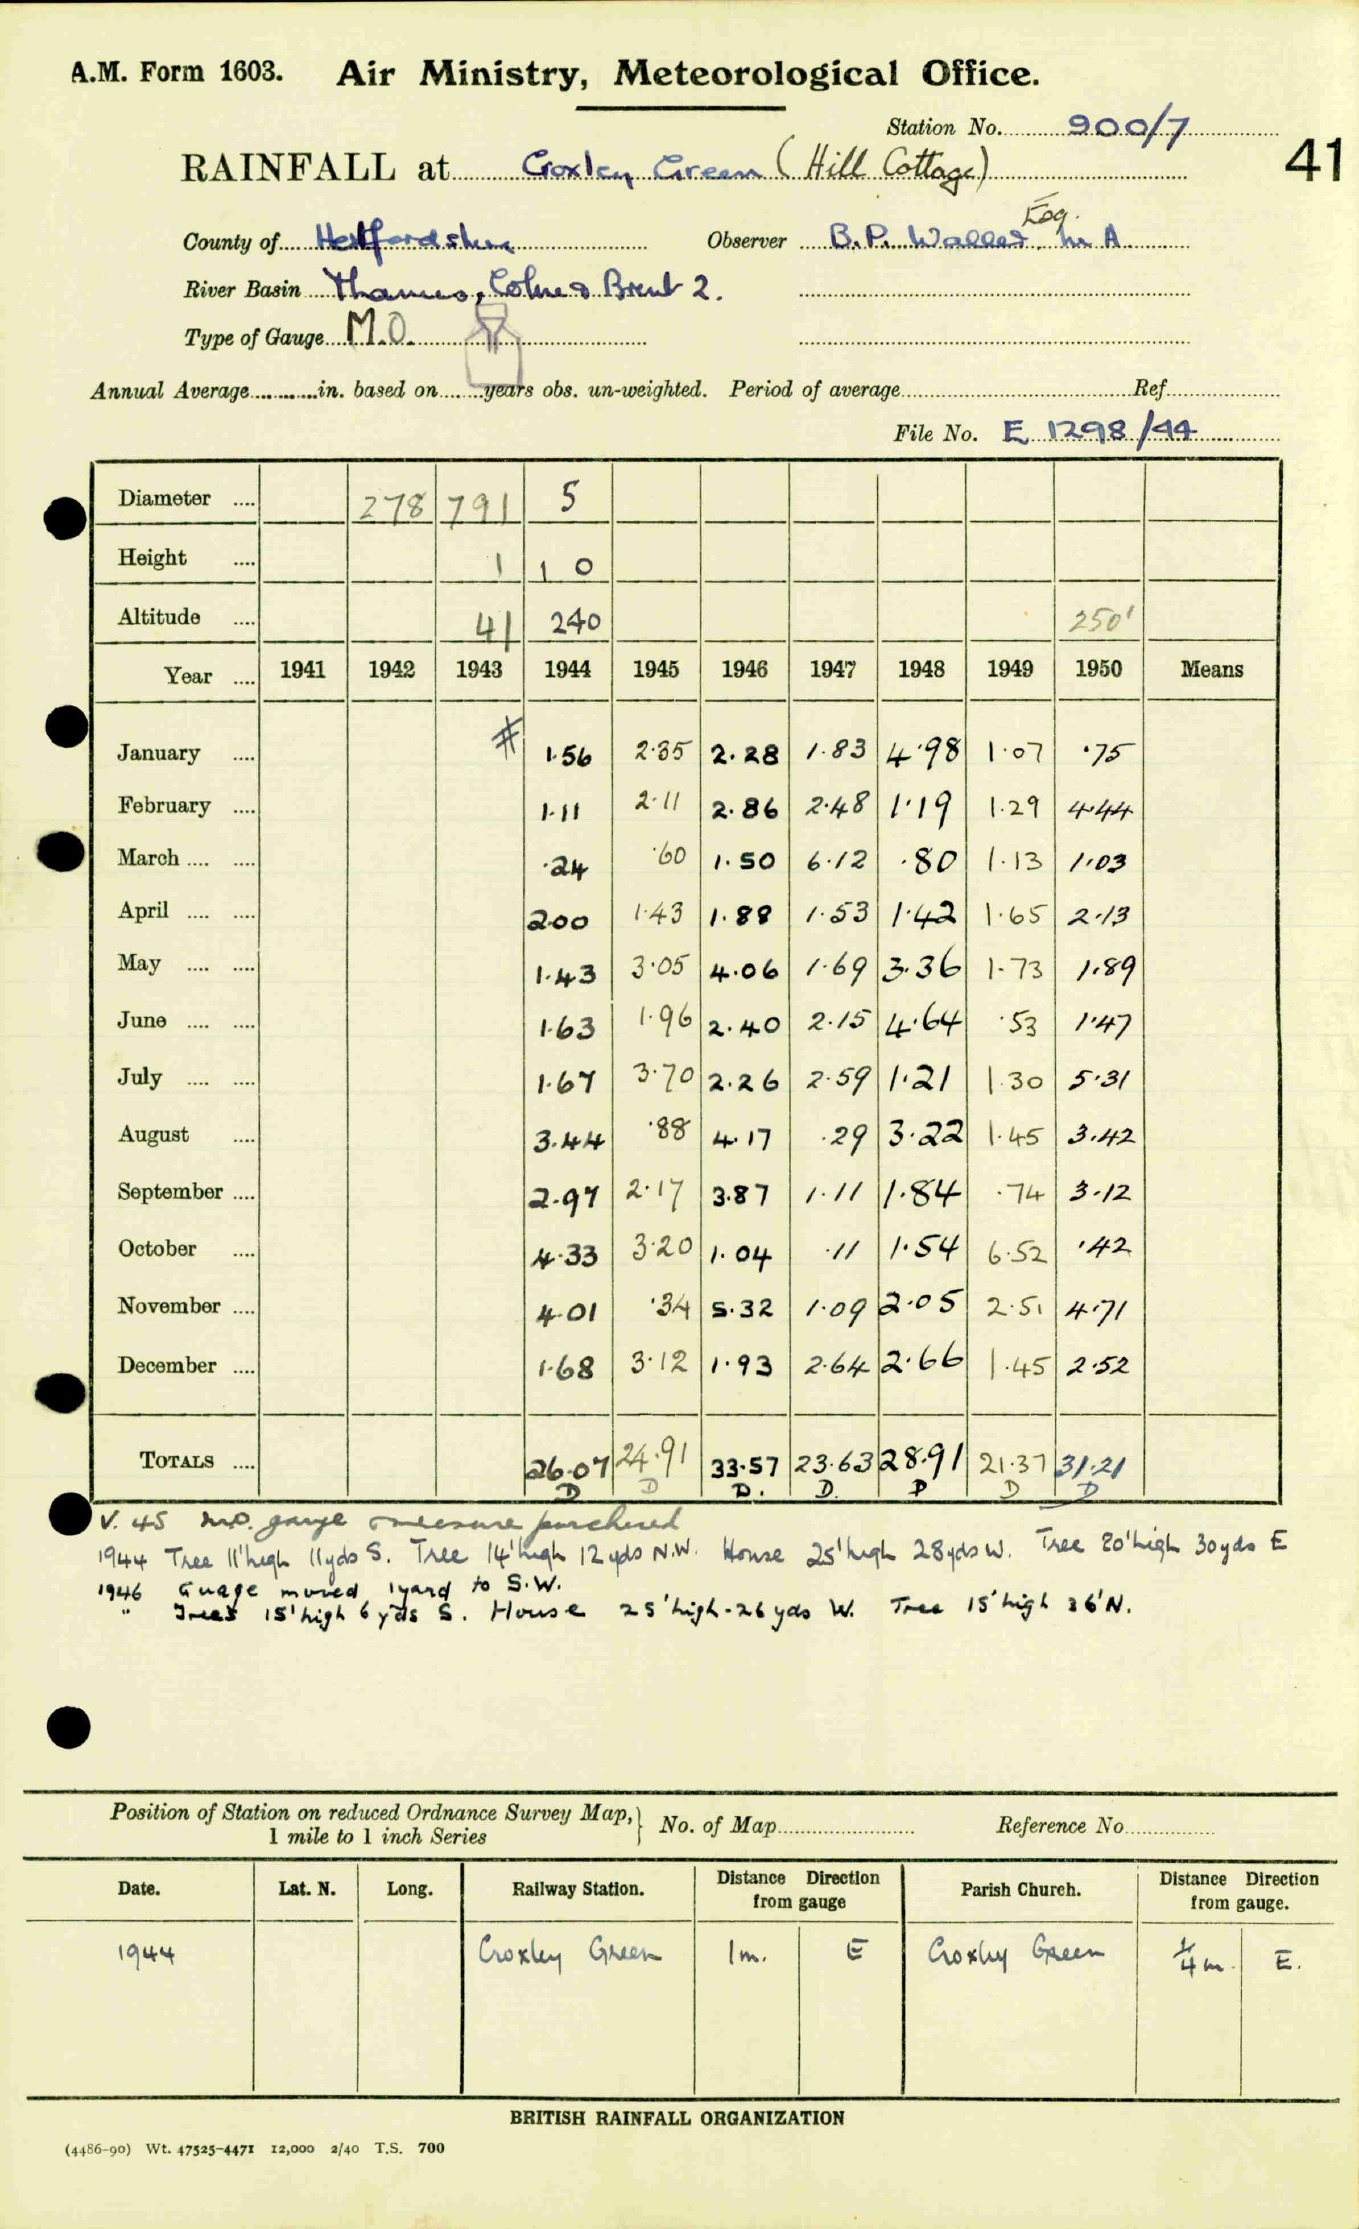 A.M. Form 1603. Air Ministry, Meteorological Office.
Station No. 900/7
41
RAINFALL at Croxley Green (Hill Cottage)
Esq.
County of Hertfordshire Observer B.P. M A
River Basin Thames, Colne & Brent 2.
Type of Gauge M.O.
Annual Average in. based on years obs. un-weighted. Period of average Ref.
File No. E 1298/44
Diameter 278 791 5
Height 1 1 0
Altitude 41 240 250'
Year 1941 1942 1943 1944 1945 1946 1947 1948 1949 1950 Means
January # 1.56 2.35 2.28 1.83 4.98 1.07 .75
February 1.11 2.11 2.86 2.48 1.19 1.29 4.44
March .24 .60 1.50 6.12 .80 1.13 1.03
April 2.00 1.43 1.88 1.53 1.42 1.65 2.13
May 1.43 3.05 4.06 1.69 3.36 1.73 1.89
June 1.63 1.96 2.40 2.15 4.64 .53 1.47
July 1.67 3.70 2.26 2.59 1.21 1.30 5.31
August 3.44 .88 4.17 .29 3.22 1.45 3.42
September 2.97 2.17 3.87 1.11 1.84 .74 3.12
October 4.33 3.20 1.04 .11 1.54 6.52 .42
November 4.01 .34 5.32 1.09 2.05 2.51 4.71
December 1.68 3.12 1.93 2.64 2.66 1.45 2.52
TOTALS 26.07 24.91 33.57 23.63 28.91 21.37 31.21
D D D. D. D D D
V. 45 M.O. gauge & measure purchased
1944 Tree 11' high 11yds S. Tree 14' high 12 yds N.W. House 25' high 28yds W. Tree 20' high 30yds E
1946 Guage moved 1yard to S.W.
" Trees 15' high 6 yds S. House 25' high - 26 yds W. Tree 15' high 36' N.
Position of Station on reduced Ordnance Survey Map, No. of Map Reference No.
1 mile to 1 inch Series
Date. Lat. N. Long. Railway Station. Distance Direction from gauge Parish Church. Distance Direction from gauge.
1944 Croxley Green 1m. E Croxley Green 1/4 m. E.
BRITISH RAINFALL ORGANIZATION
(4486-90) Wt. 47525-4471 12,000 2/40 T.S. 700